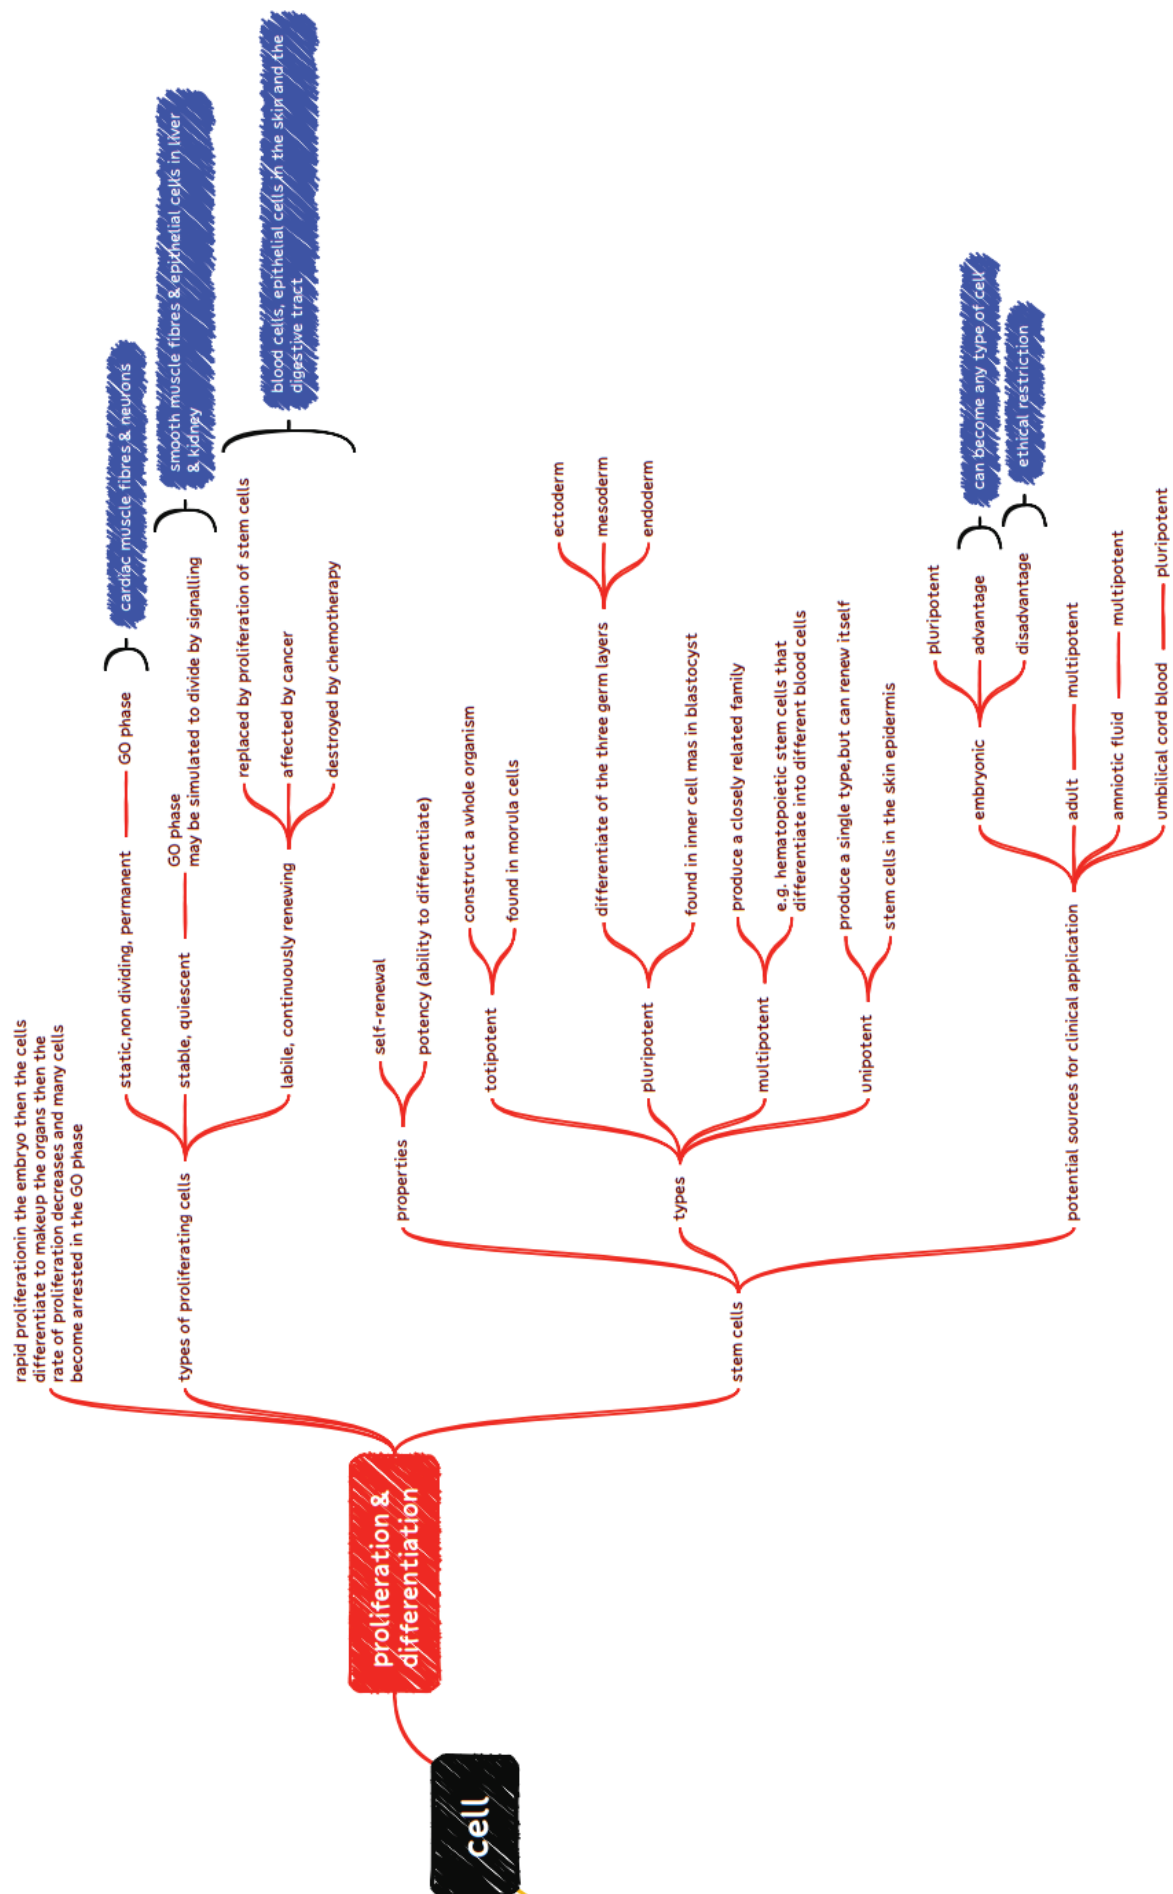 cell
proliferation &
differentiation
rapid proliferationin the embryo then the cells
differentiate to makeup the organs then the
rate of proliferation decreases and many cells
become arrested in the GO phase
types of proliferating cells
static,non dividing, permanent
GO phase
cardiac muscle fibres & neurons
stable, quiescent
GO phase
may be simulated to divide by signalling
smooth muscle fibres & epithelial cells in liver
& kidney
labile, continuously renewing
replaced by proliferation of stem cells
affected by cancer
destroyed by chemotherapy
blood cells, epithelial cells in the skin and the
digestive tract
stem cells
properties
self-renewal
potency (ability to differentiate)
types
totipotent
construct a whole organism
found in morula cells
pluripotent
differentiate of the three germ layers
ectoderm
mesoderm
endoderm
found in inner cell mas in blastocyst
multipotent
produce a closely related family
e.g. hematopoietic stem cells that
differentiate into different blood cells
unipotent
produce a single type,but can renew itself
stem cells in the skin epidermis
potential sources for clinical application
embryonic
pluripotent
advantage
can become any type of cell
disadvantage
ethical restriction
adult
multipotent
amniotic fluid
multipotent
umbilical cord blood
pluripotent